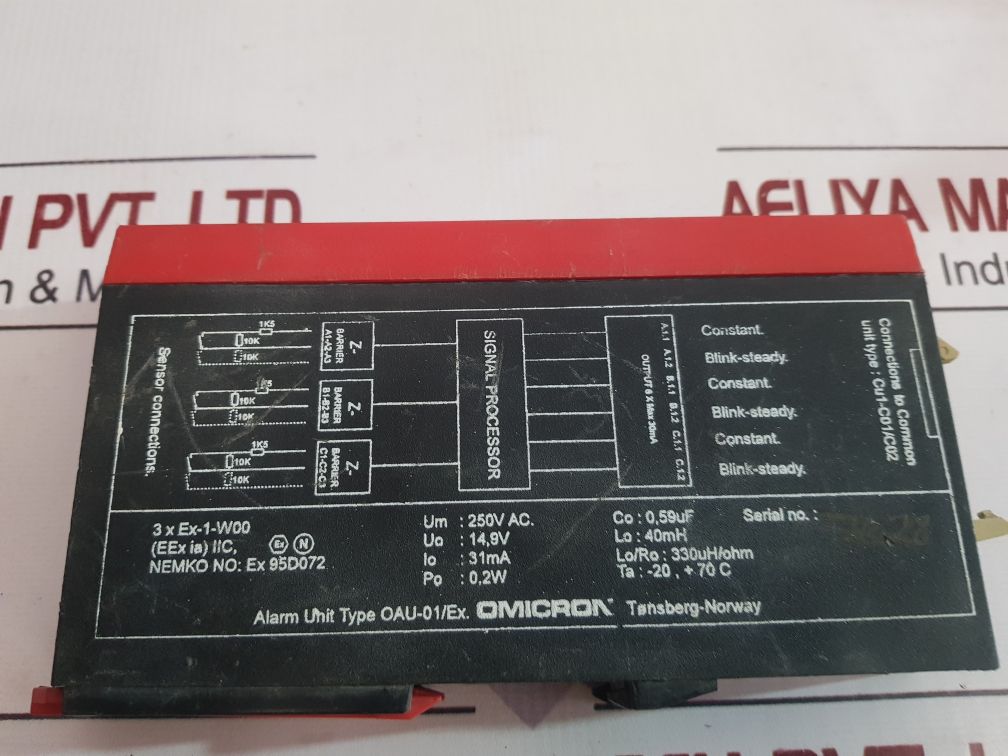 N PVT. LTD
AFLIYA MA
n & M
Indu
Sensor connections.
1K5
10K
10K
Z-
BARRIER
A1-A2-A3
1K5
10K
10K
Z-
BARRIER
B1-B2-B3
1K5
10K
10K
Z-
BARRIER
C1-C2-C3
SIGNAL PROCESSOR
A.1.1 A.1.2 B.1.1 B.1.2 C.1.1 C.1.2
OUTPUT 6 X Max 30mA
Constant.
Blink-steady.
Constant.
Blink-steady.
Constant.
Blink-steady.
Connections to Common
unit type : Cu1-C01/C02
3 x Ex-1-W00
(EEx ia) IIC,
NEMKO NO: Ex 95D072
Ex N
Um : 250V AC.
Uo : 14,9V
Io : 31mA
Po : 0,2W
Co : 0,59uF
Lo : 40mH
Lo/Ro : 330uH/ohm
Ta : -20 , + 70 C
Serial no. :
Alarm Unit Type OAU-01/Ex. OMICRON Tønsberg-Norway